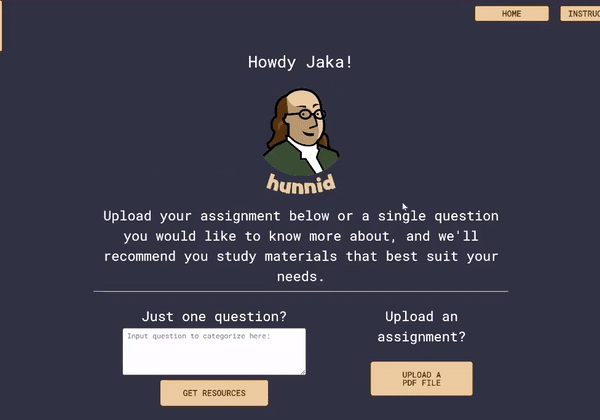 HOME
INSTRUC
Howdy Jaka!
hunnid
Upload your assignment below or a single question
you would like to know more about, and we'll
recommend you study materials that best suit your
needs.
Just one question?
Input question to categorize here:
GET RESOURCES
Upload an
assignment?
UPLOAD A
PDF FILE